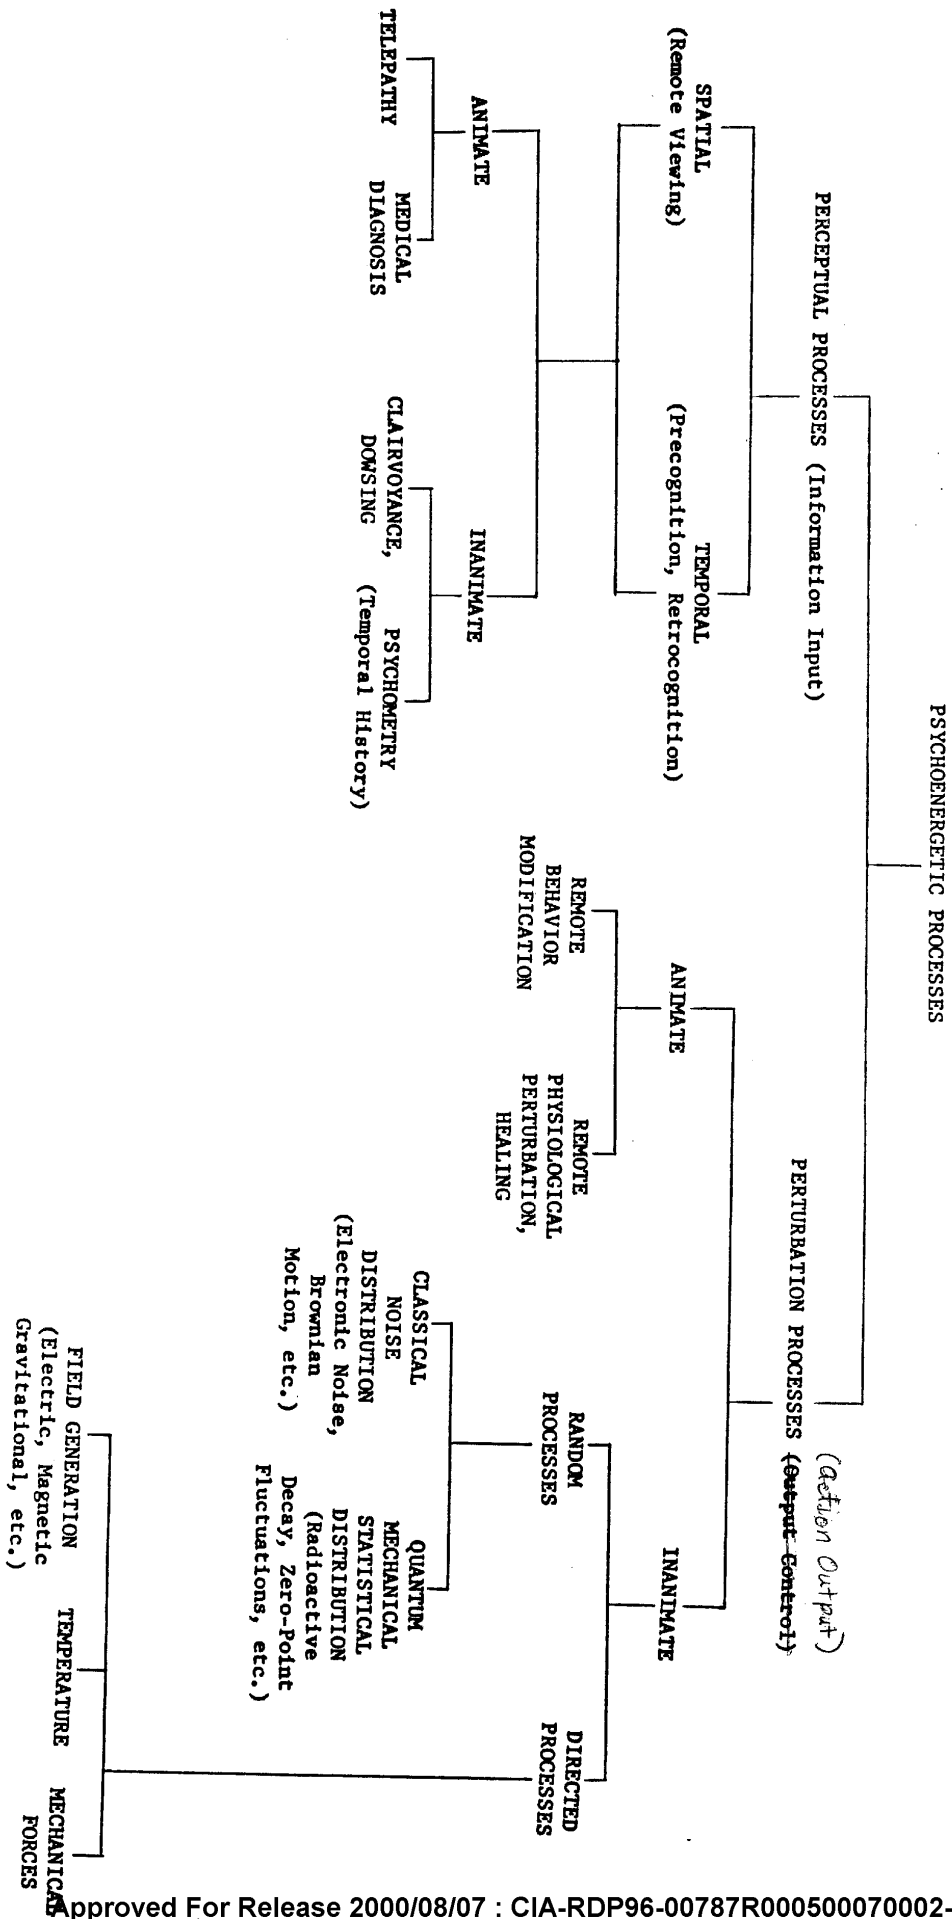 PSYCHOENERGETIC PROCESSES
PERCEPTUAL PROCESSES (Information Input)
SPATIAL
(Remote Viewing)
TEMPORAL
(Precognition, Retrocognition)
ANIMATE
TELEPATHY
MEDICAL
DIAGNOSIS
INANIMATE
CLAIRVOYANCE,
DOWSING
PSYCHOMETRY
(Temporal History)
(Action Output)
PERTURBATION PROCESSES (Output Control)
ANIMATE
REMOTE
BEHAVIOR
MODIFICATION
REMOTE
PHYSIOLOGICAL
PERTURBATION,
HEALING
INANIMATE
RANDOM
PROCESSES
CLASSICAL
NOISE
DISTRIBUTION
(Electronic Noise,
Brownian
Motion, etc.)
QUANTUM
MECHANICAL
STATISTICAL
DISTRIBUTION
(Radioactive
Decay, Zero-Point
Fluctuations, etc.)
DIRECTED
PROCESSES
FIELD GENERATION
(Electric, Magnetic
Gravitational, etc.)
TEMPERATURE
MECHANICAL
FORCES
Approved For Release 2000/08/07 : CIA-RDP96-00787R000500070002-